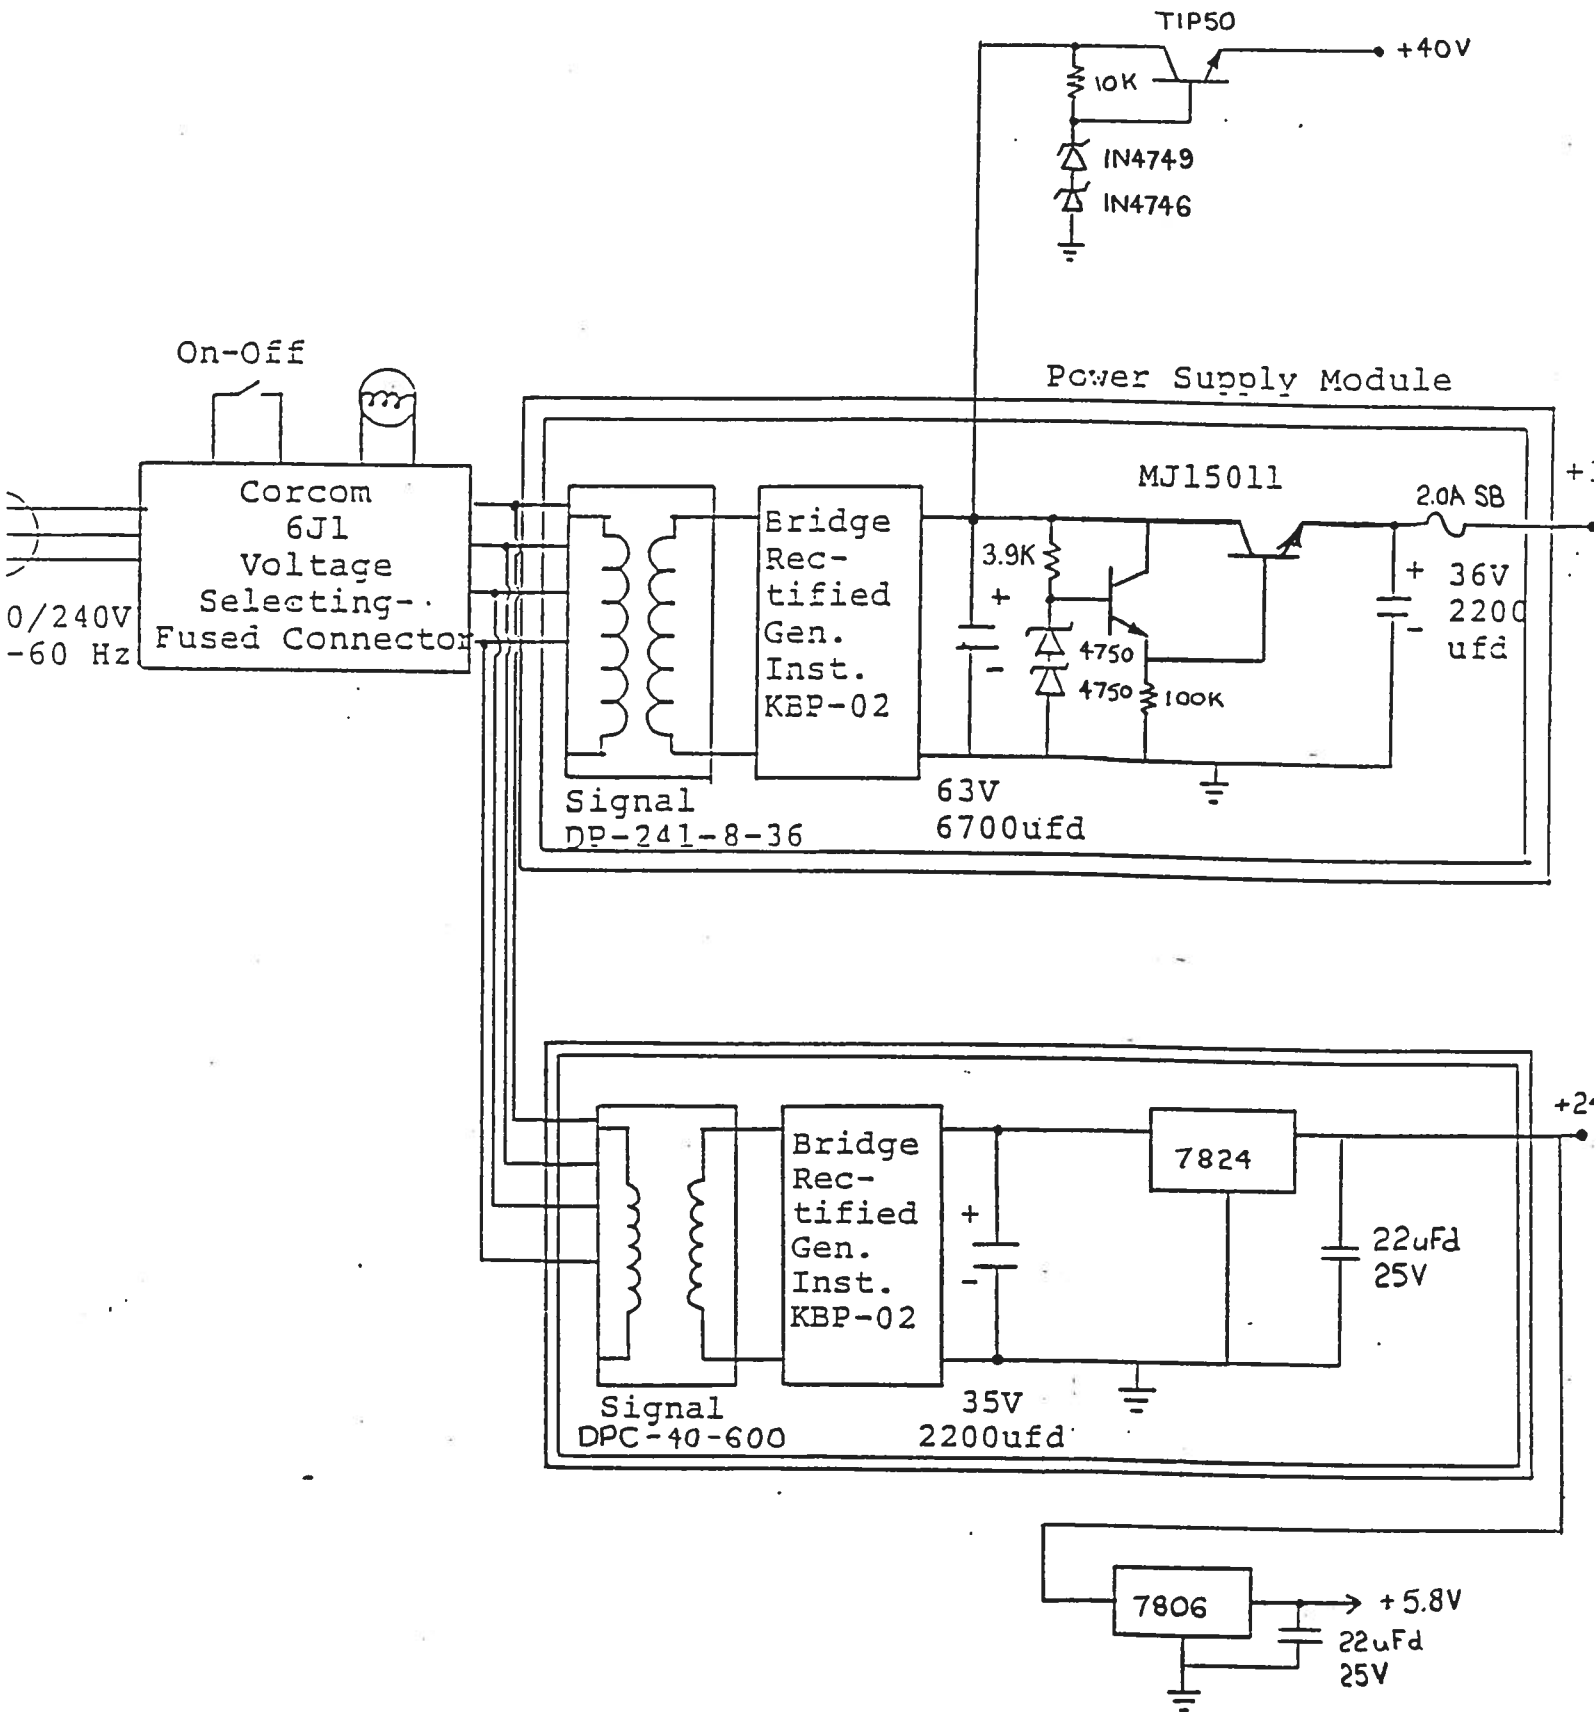 TIP50
+40V
10K
IN4749
IN4746
On-Off
Power Supply Module
Corcom
6J1
Voltage
Selecting-
Fused Connector
0/240V
-60 Hz
Bridge
Rec-
tified
Gen.
Inst.
KBP-02
MJ15011
2.0A SB
3.9K
+
-
4750
4750
100K
+
-
36V
2200
ufd
Signal
DP-241-8-36
63V
6700ufd
Bridge
Rec-
tified
Gen.
Inst.
KBP-02
+
-
7824
+24
22uFd
25V
Signal
DPC-40-600
35V
2200ufd
7806
+5.8V
22uFd
25V